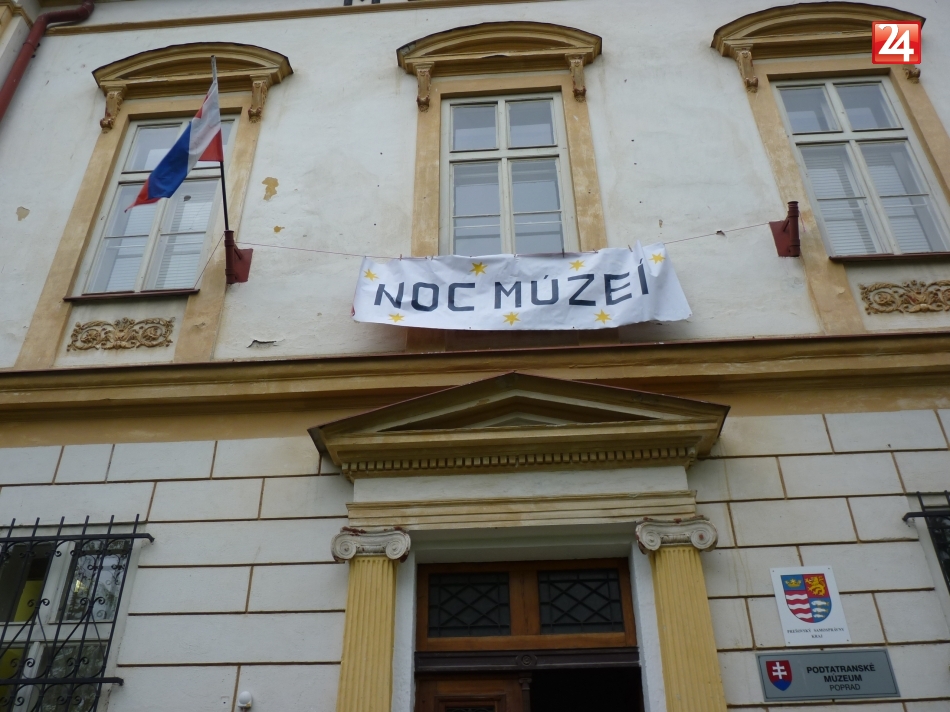 24
NOC MÚZEÍ
PREŠOVSKÝ SAMOSPRÁVNY
KRAJ
PODTATRANSKÉ
MÚZEUM
POPRAD